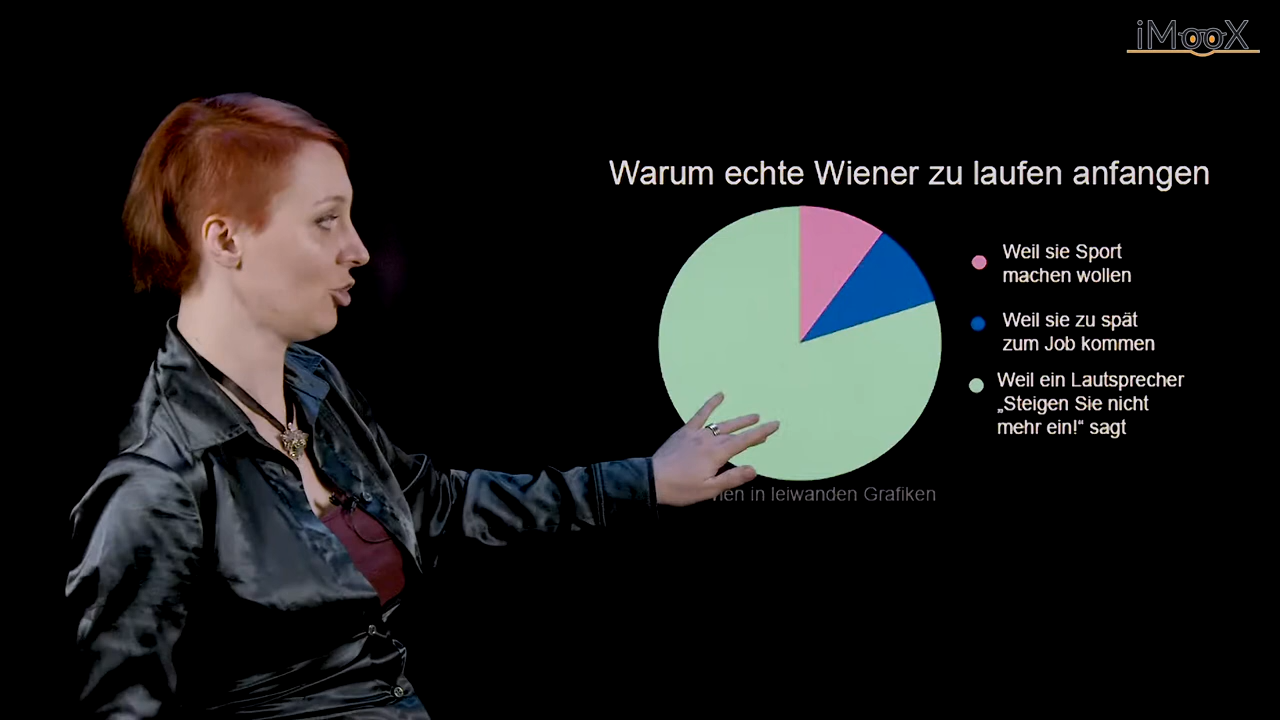 iMooX
Warum echte Wiener zu laufen anfangen
Weil sie Sport
machen wollen
Weil sie zu spät
zum Job kommen
Weil ein Lautsprecher
„Steigen Sie nicht
mehr ein!“ sagt
in leiwanden Grafiken